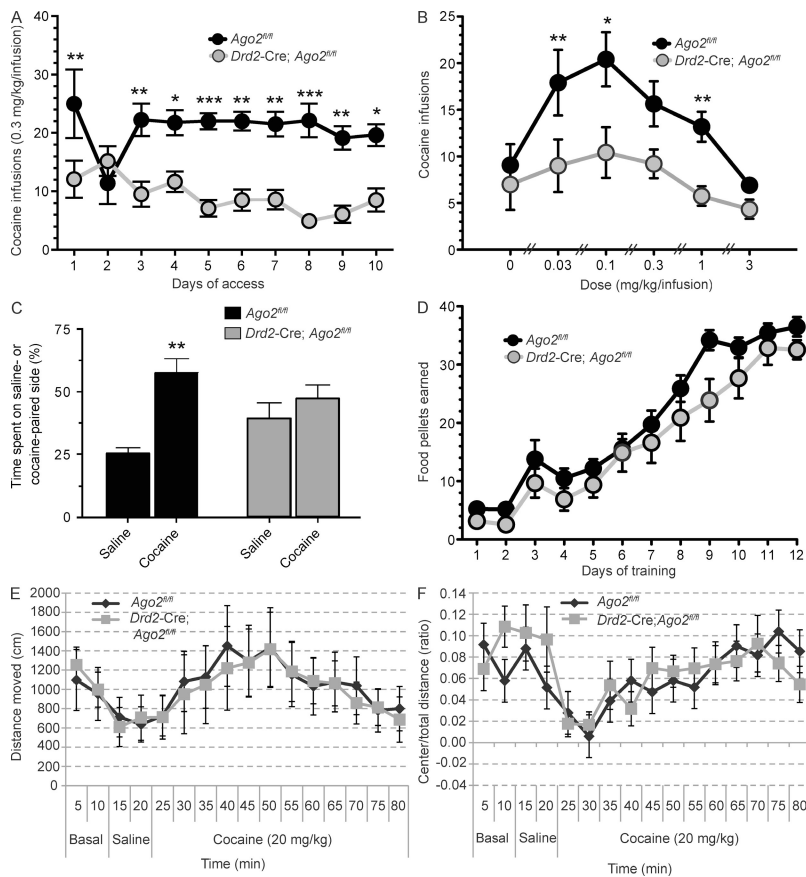 A
Ago2fl/fl
Drd2-Cre; Ago2fl/fl
Cocaine infusions (0.3 mg/kg/infusion)
40
30
20
10
0
** ** * *** ** ** *** ** *
1 2 3 4 5 6 7 8 9 10
Days of access
B
Ago2fl/fl
Drd2-Cre; Ago2fl/fl
Cocaine infusions
25
20
15
10
5
0
** * **
0 0.03 0.1 0.3 1 3
Dose (mg/kg/infusion)
C
Ago2fl/fl
Drd2-Cre; Ago2fl/fl
Time spent on saline- or
cocaine-paired side (%)
75
50
25
0
**
Saline Cocaine Saline Cocaine
D
Ago2fl/fl
Drd2-Cre; Ago2fl/fl
Food pellets earned
40
30
20
10
0
1 2 3 4 5 6 7 8 9 10 11 12
Days of training
E
Ago2fl/fl
Drd2-Cre;
Ago2fl/fl
Distance moved (cm)
2000
1800
1600
1400
1200
1000
800
600
400
200
0
5 10 15 20 25 30 35 40 45 50 55 60 65 70 75 80
Basal Saline Cocaine (20 mg/kg)
Time (min)
F
Ago2fl/fl
Drd2-Cre;Ago2fl/fl
Center/total distance (ratio)
0.14
0.12
0.10
0.08
0.06
0.04
0.02
0.00
-0.02
-0.04
5 10 15 20 25 30 35 40 45 50 55 60 65 70 75 80
Basal Saline Cocaine (20 mg/kg)
Time (min)